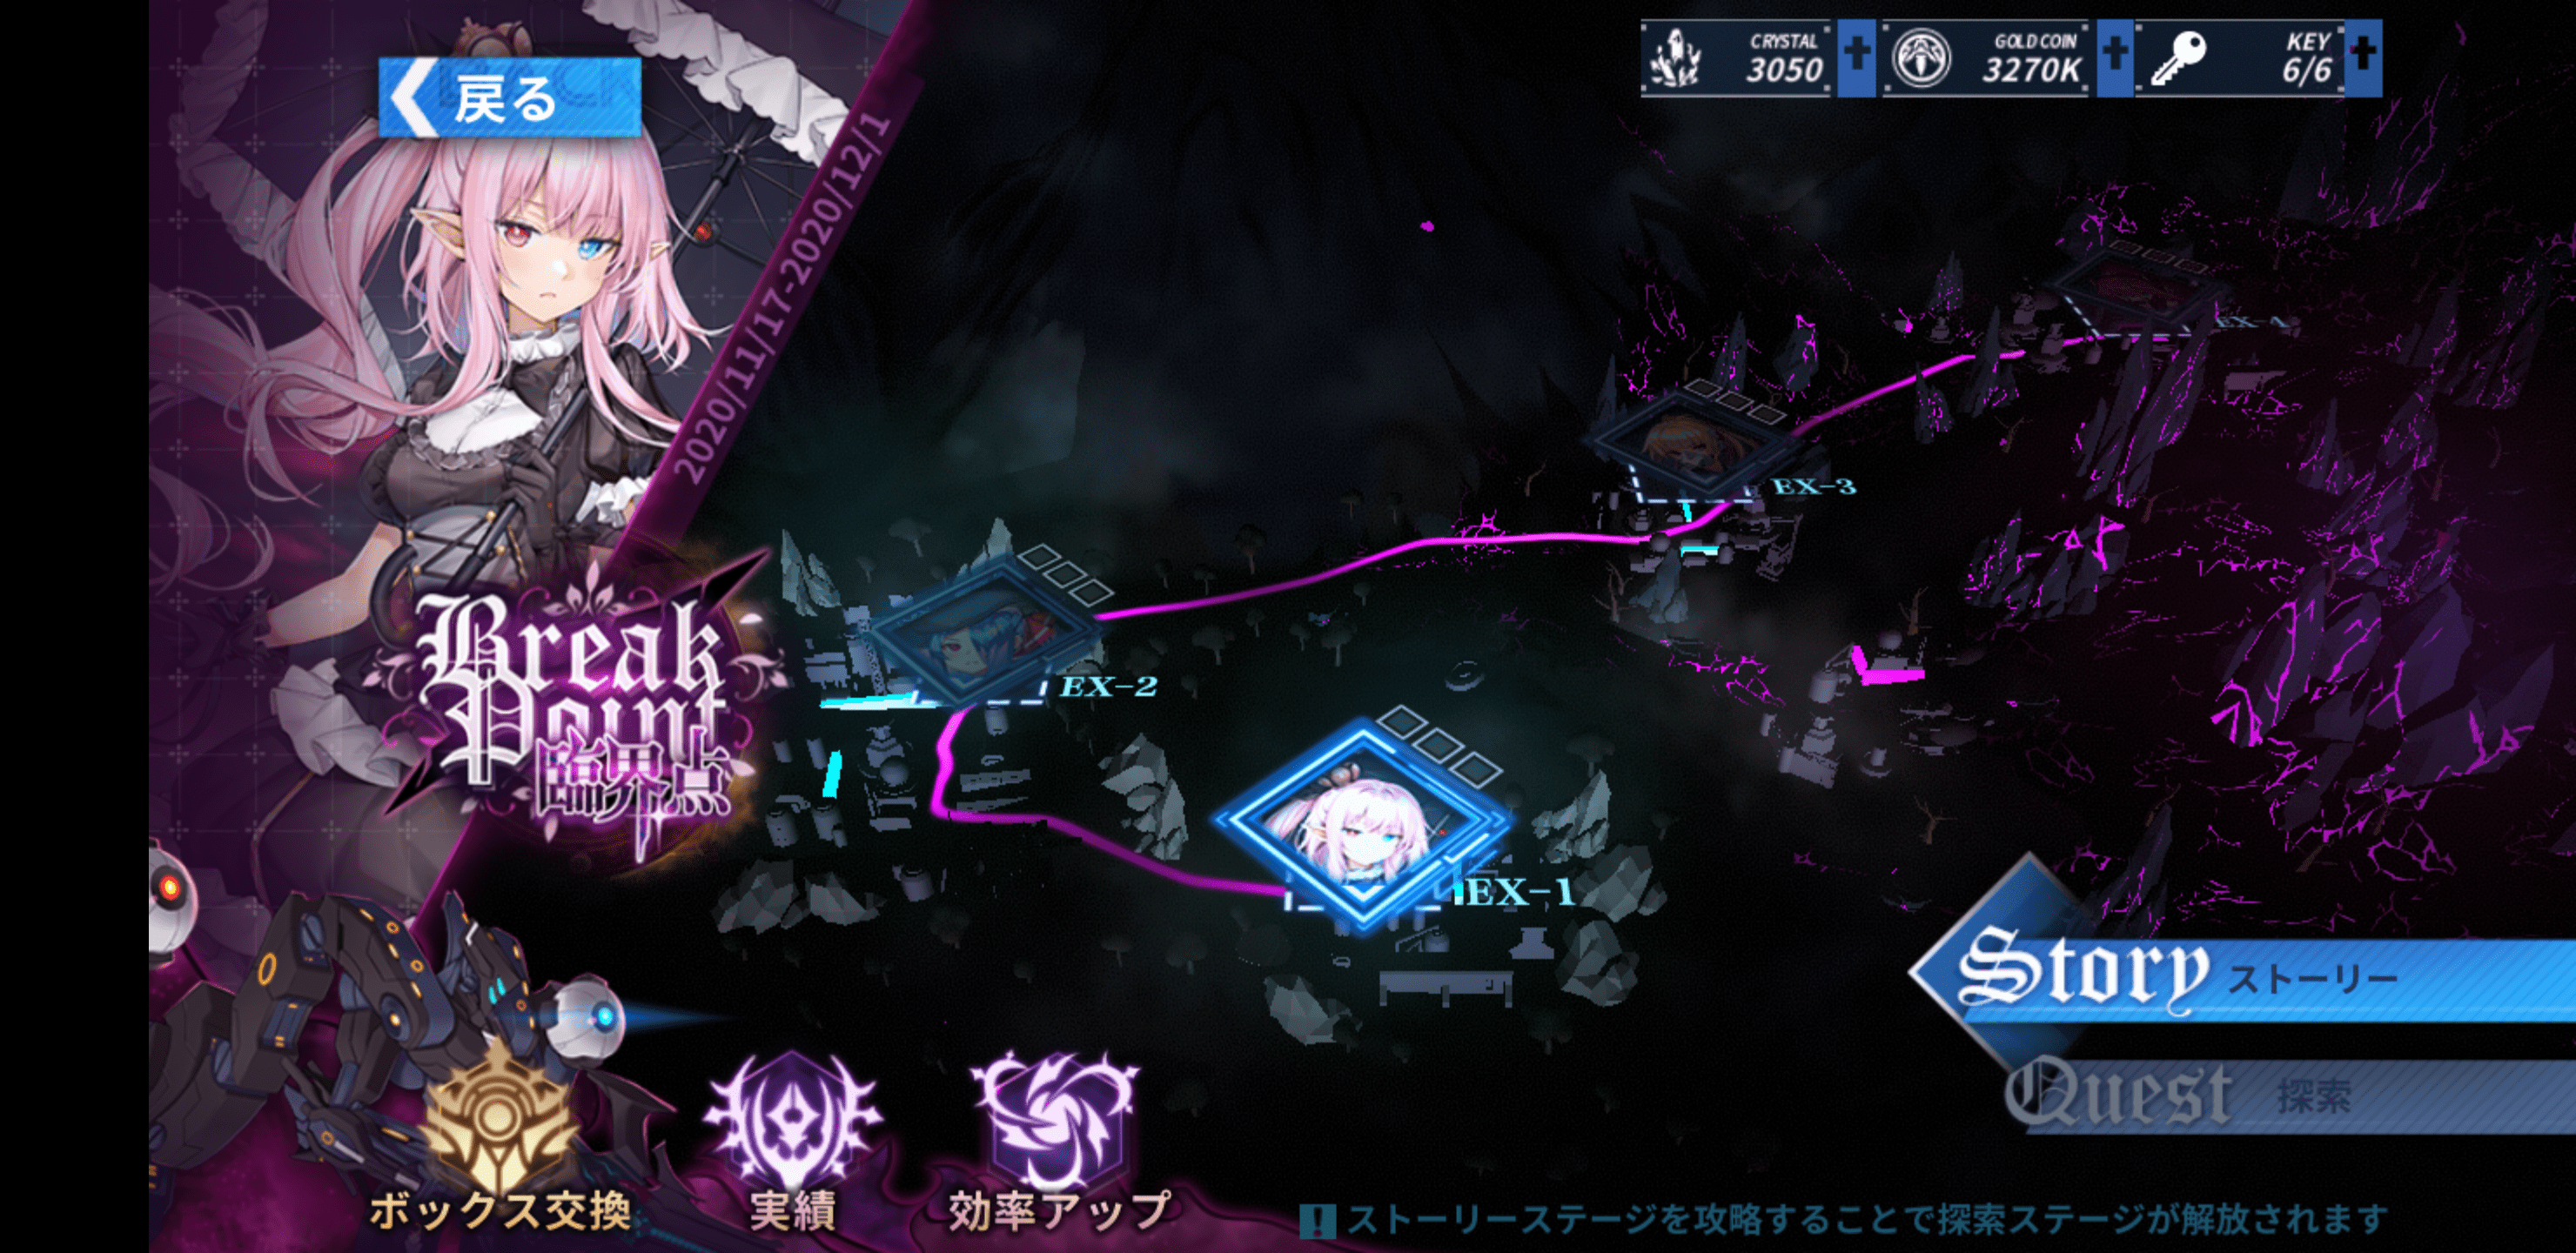 戻る
CRYSTAL
3050
GOLD COIN
3270K
KEY
6/6
2020/11/17-2020/12/1
EX-4
EX-3
EX-2
EX-1
Break
Point
臨界点
Story ストーリー
Quest 探索
ボックス交換
実績
効率アップ
! ストーリーステージを攻略することで探索ステージが解放されます